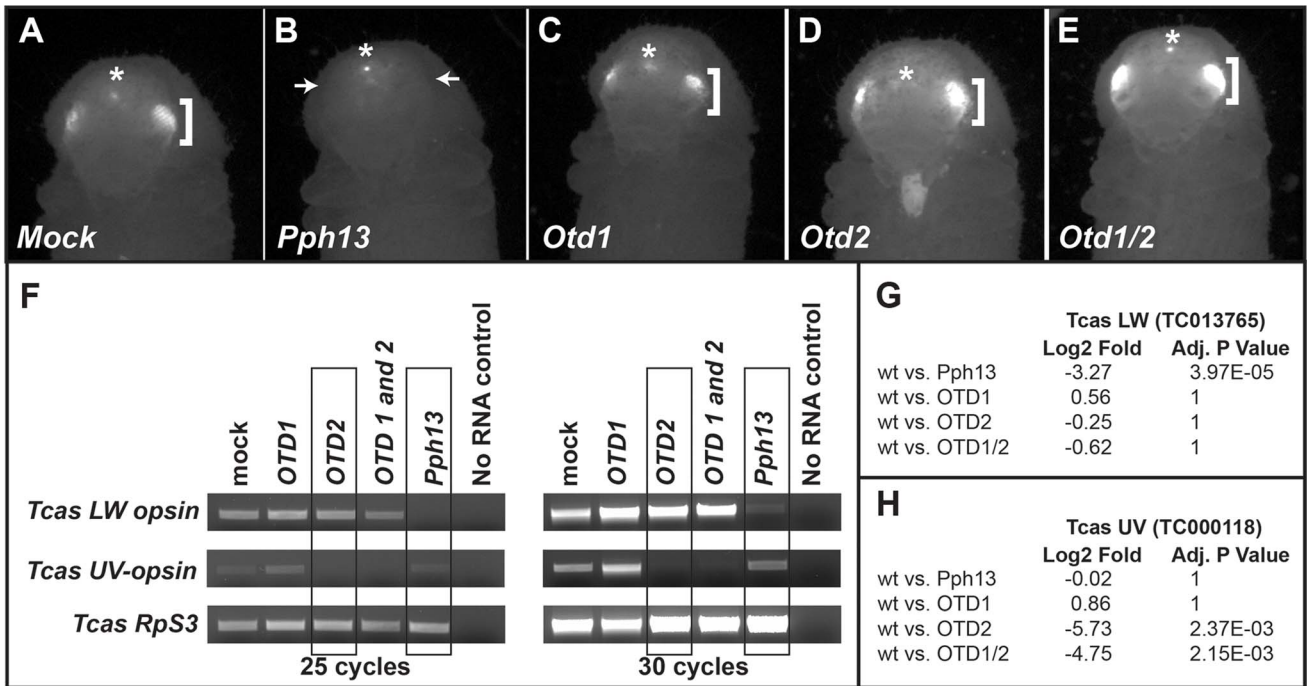 A
*
]
Mock
B
*
Pph13
C
*
]
Otd1
D
*
]
Otd2
E
*
]
Otd1/2
F
mock
OTD1
OTD2
OTD 1 and 2
Pph13
No RNA control
mock
OTD1
OTD2
OTD 1 and 2
Pph13
No RNA control
Tcas LW opsin
Tcas UV-opsin
Tcas RpS3
25 cycles
30 cycles
G
Tcas LW (TC013765)
Log2 Fold Adj. P Value
wt vs. Pph13 -3.27 3.97E-05
wt vs. OTD1 0.56 1
wt vs. OTD2 -0.25 1
wt vs. OTD1/2 -0.62 1
H
Tcas UV (TC000118)
Log2 Fold Adj. P Value
wt vs. Pph13 -0.02 1
wt vs. OTD1 0.86 1
wt vs. OTD2 -5.73 2.37E-03
wt vs. OTD1/2 -4.75 2.15E-03